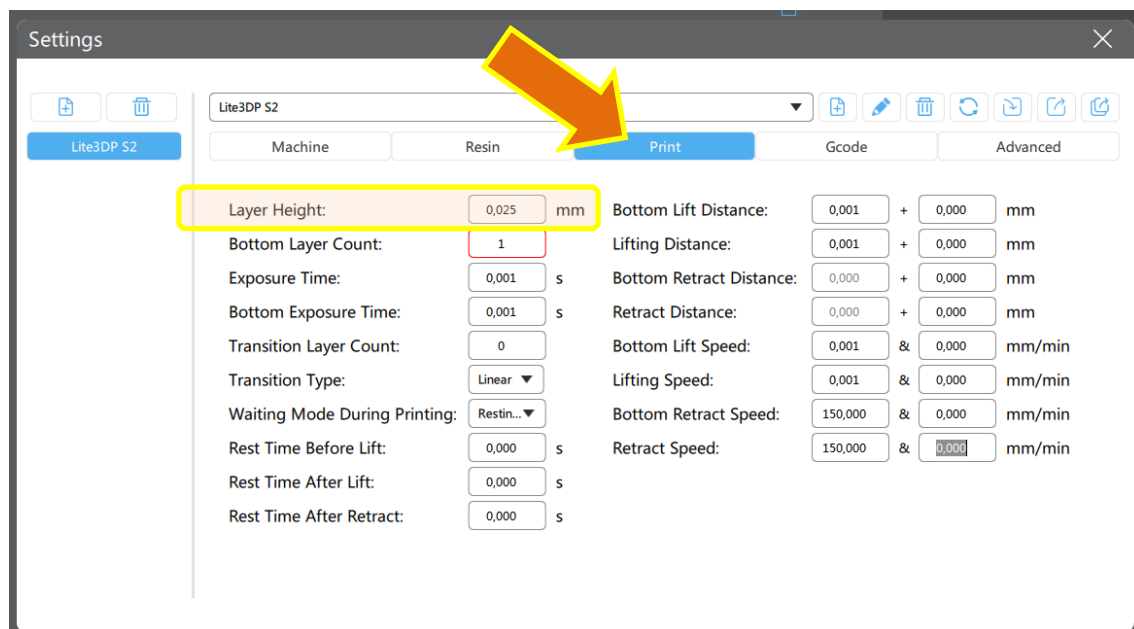 Settings
Lite3DP S2
Lite3DP S2
Machine Resin Print Gcode Advanced
Layer Height: 0,025 mm Bottom Lift Distance: 0,001 + 0,000 mm
Bottom Layer Count: 1 Lifting Distance: 0,001 + 0,000 mm
Exposure Time: 0,001 s Bottom Retract Distance: 0,000 + 0,000 mm
Bottom Exposure Time: 0,001 s Retract Distance: 0,000 + 0,000 mm
Transition Layer Count: 0 Bottom Lift Speed: 0,001 & 0,000 mm/min
Transition Type: Linear Lifting Speed: 0,001 & 0,000 mm/min
Waiting Mode During Printing: Restin... Bottom Retract Speed: 150,000 & 0,000 mm/min
Rest Time Before Lift: 0,000 s Retract Speed: 150,000 & 0,000 mm/min
Rest Time After Lift: 0,000 s
Rest Time After Retract: 0,000 s